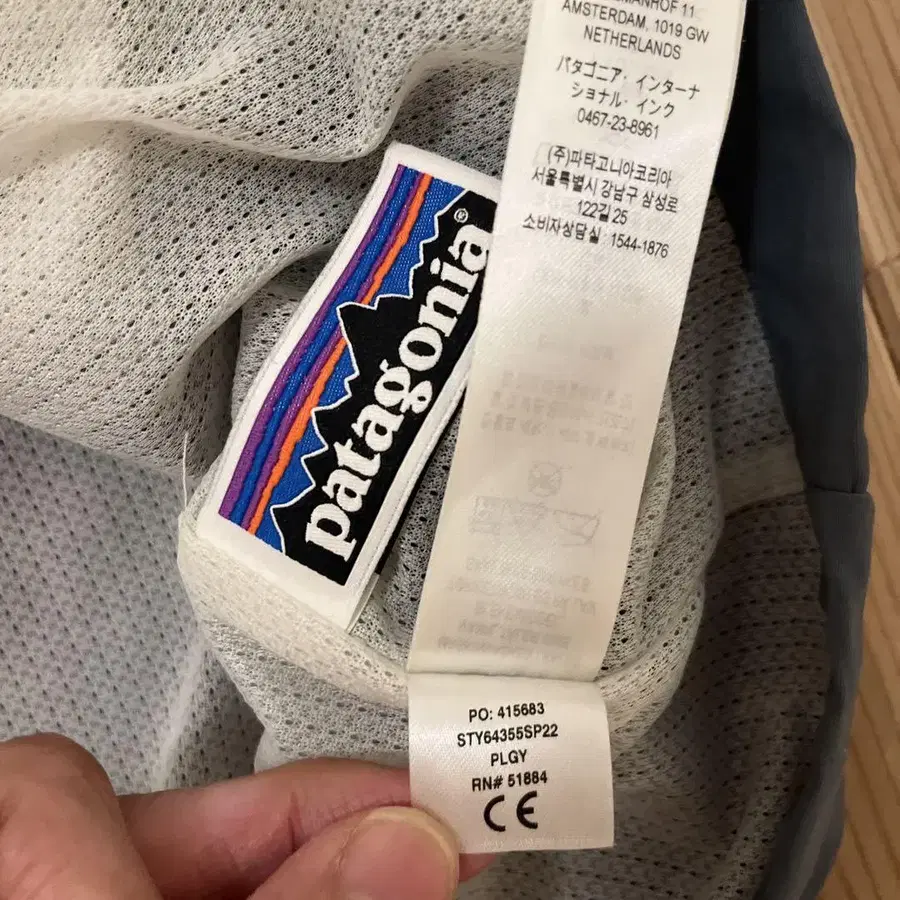 AMSTERDAM, 1019 GW
NETHERLANDS
パタゴニア・インターナ
ショナル・インク
0467-23-8961
(주)파타고니아코리아
서울특별시 강남구 삼성로
122길 25
소비자상담실 · 1544-1876
patagonia®
PO: 415683
STY64355SP22
PLGY
RN# 51884
CE